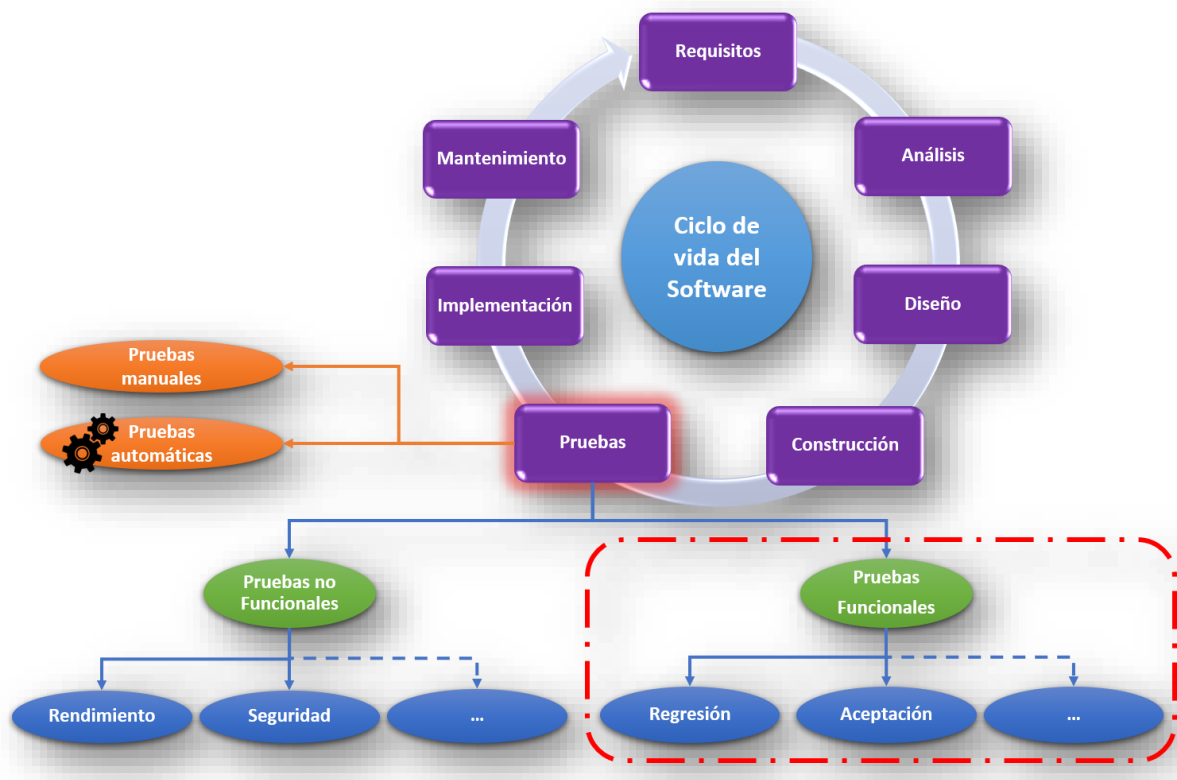 Requisitos
Análisis
Diseño
Construcción
Pruebas
Implementación
Mantenimiento
Ciclo de
vida del
Software
Pruebas
manuales
Pruebas
automáticas
Pruebas no
Funcionales
Rendimiento
Seguridad
...
Pruebas
Funcionales
Regresión
Aceptación
...